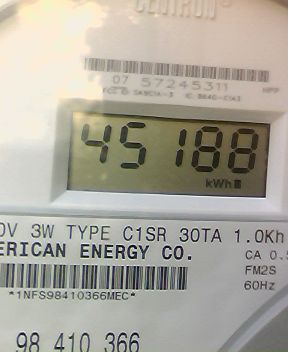 CENTRON
07 57245311
45188
kWh
0V 3W TYPE C1SR 30TA 1.0Kh
ERICAN ENERGY CO. CA 0.5
FM2S
*1NFS98410366MEC* 60Hz
98 410 366